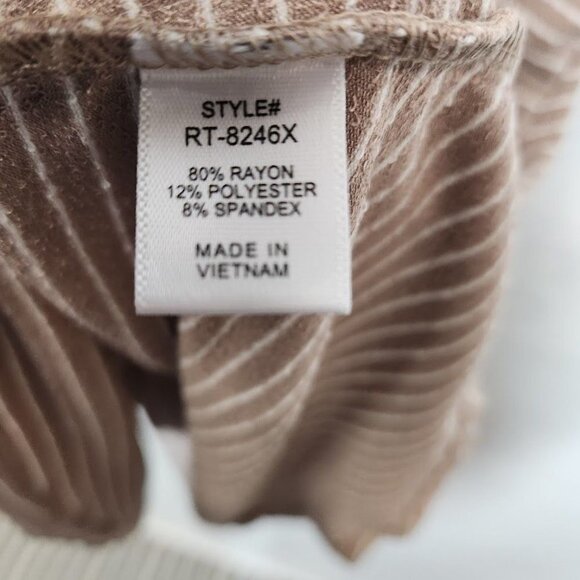 STYLE#
RT-8246X
80% RAYON
12% POLYESTER
8% SPANDEX
MADE IN
VIETNAM